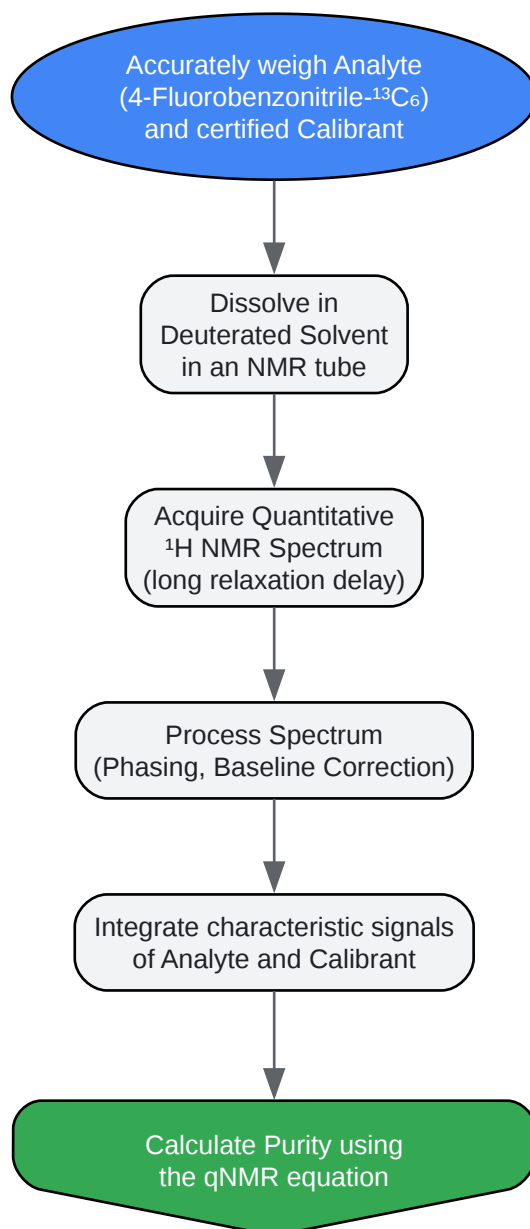 Accurately weigh Analyte
(4-Fluorobenzonitrile-¹³C₆)
and certified Calibrant
Dissolve in
Deuterated Solvent
in an NMR tube
Acquire Quantitative
¹H NMR Spectrum
(long relaxation delay)
Process Spectrum
(Phasing, Baseline Correction)
Integrate characteristic signals
of Analyte and Calibrant
Calculate Purity using
the qNMR equation